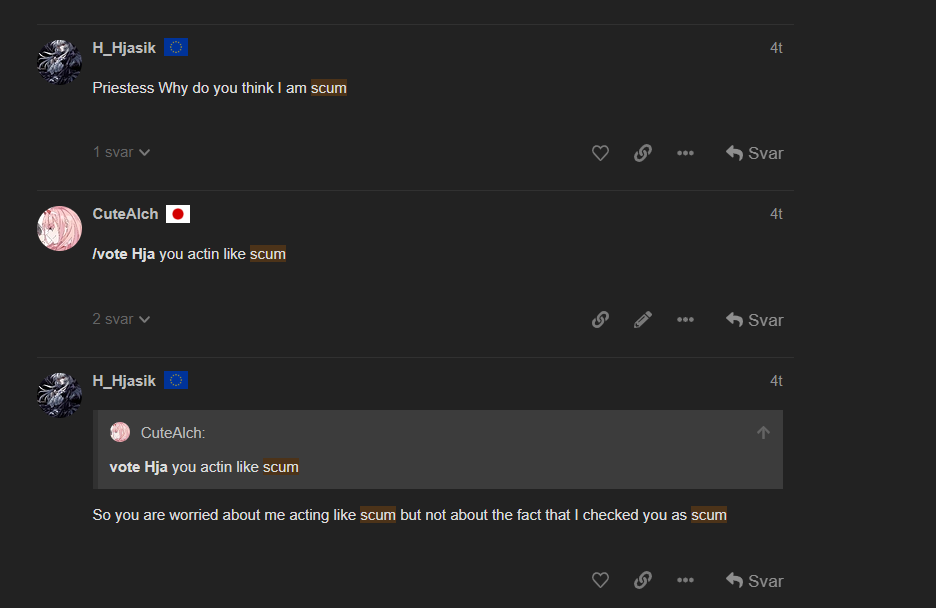 H_Hjasik 4t
Priestess Why do you think I am scum
1 svar Svar
CuteAlch 4t
/vote Hja you actin like scum
2 svar Svar
H_Hjasik 4t
CuteAlch:
vote Hja you actin like scum
So you are worried about me acting like scum but not about the fact that I checked you as scum
Svar